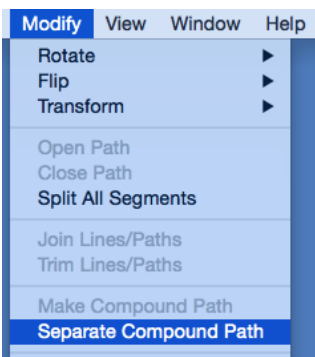 Modify View Window Help
Rotate
Flip
Transform
Open Path
Close Path
Split All Segments
Join Lines/Paths
Trim Lines/Paths
Make Compound Path
Separate Compound Path